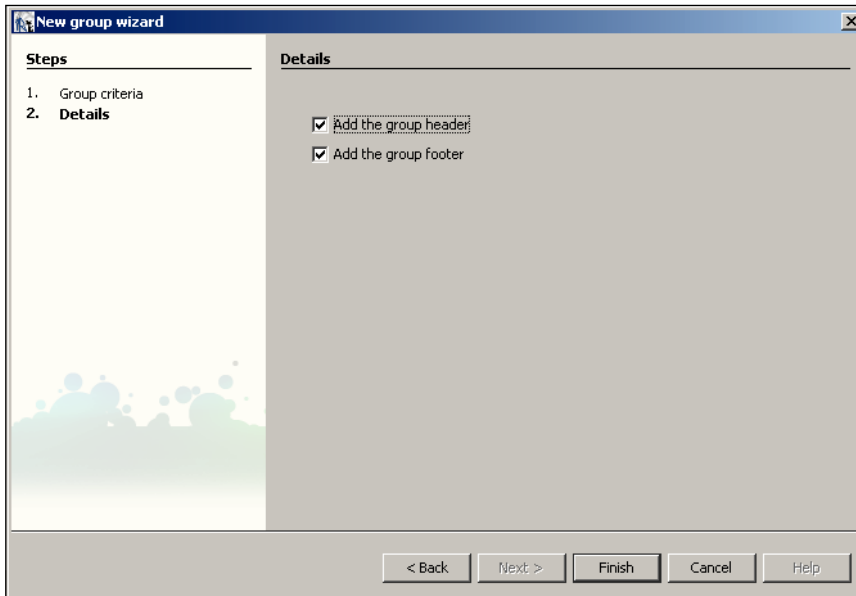 New group wizard
Steps
1. Group criteria
2. Details
Details
Add the group header
Add the group footer
< Back
Next >
Finish
Cancel
Help